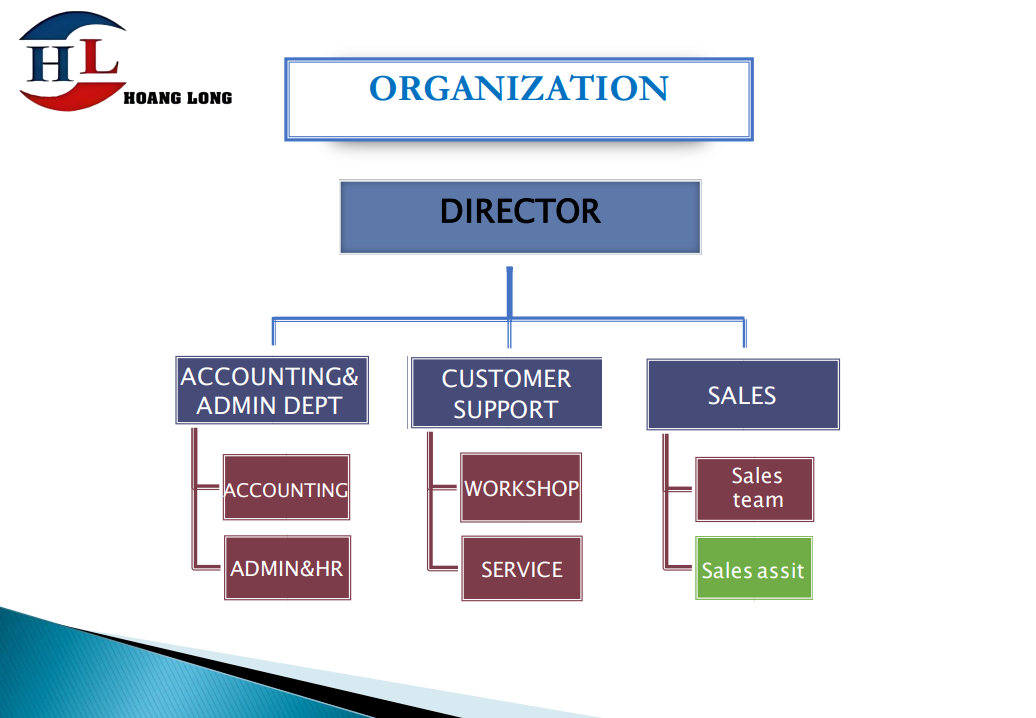 HL
HOANG LONG
ORGANIZATION
DIRECTOR
ACCOUNTING&
ADMIN DEPT
CUSTOMER
SUPPORT
SALES
ACCOUNTING
WORKSHOP
Sales
team
ADMIN&HR
SERVICE
Sales assit